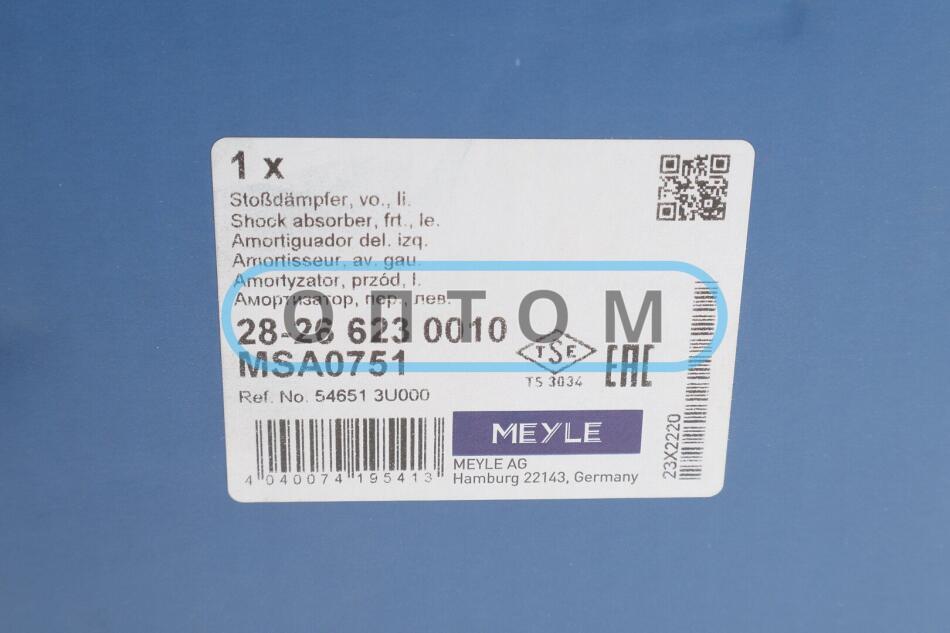 1 x
Stoßdämpfer, vo., li.
Shock absorber, frt., le.
Amortiguador del. izq.
Amortisseur, av. gau.
Amortyzator, przód, l.
Амортизатор, пер., лев.
ОПТОМ
28-26 623 0010
MSA0751
TSE
TS 3034
EAC
Ref. No. 54651 3U000
MEYLE
MEYLE AG
Hamburg 22143, Germany
4 040074 195413
23X2220